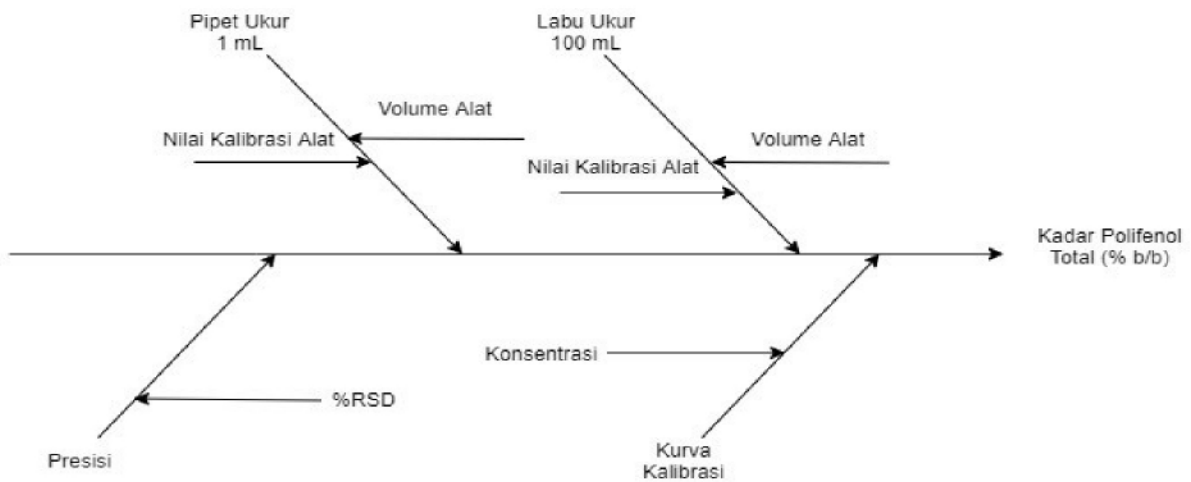 Pipet Ukur
1 mL
Labu Ukur
100 mL
Volume Alat
Nilai Kalibrasi Alat
Volume Alat
Nilai Kalibrasi Alat
Kadar Polifenol
Total (% b/b)
Konsentrasi
%RSD
Presisi
Kurva
Kalibrasi